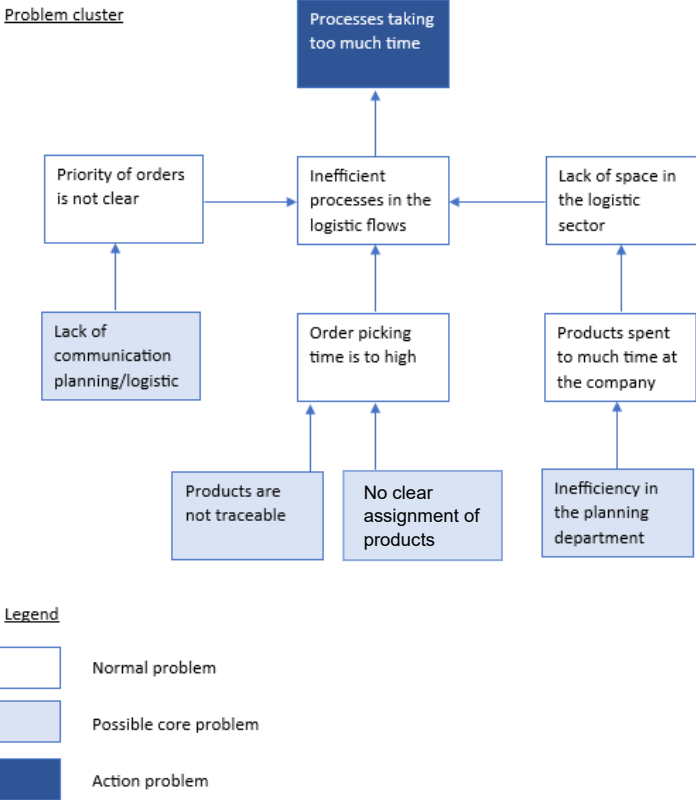 Problem cluster
Processes taking
too much time
Priority of orders
is not clear
Inefficient
processes in the
logistic flows
Lack of space in
the logistic
sector
Lack of
communication
planning/logistic
Order picking
time is to high
Products spent
to much time at
the company
Products are
not traceable
No clear
assignment of
products
Inefficiency in
the planning
department
Legend
Normal problem
Possible core problem
Action problem